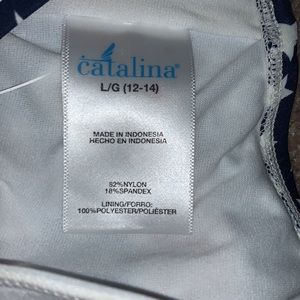 catalina®
L/G (12-14)
MADE IN INDONESIA
HECHO EN INDONESIA
82%NYLON
18%SPANDEX
LINING/FORRO:
100%POLYESTER/POLIÉSTER